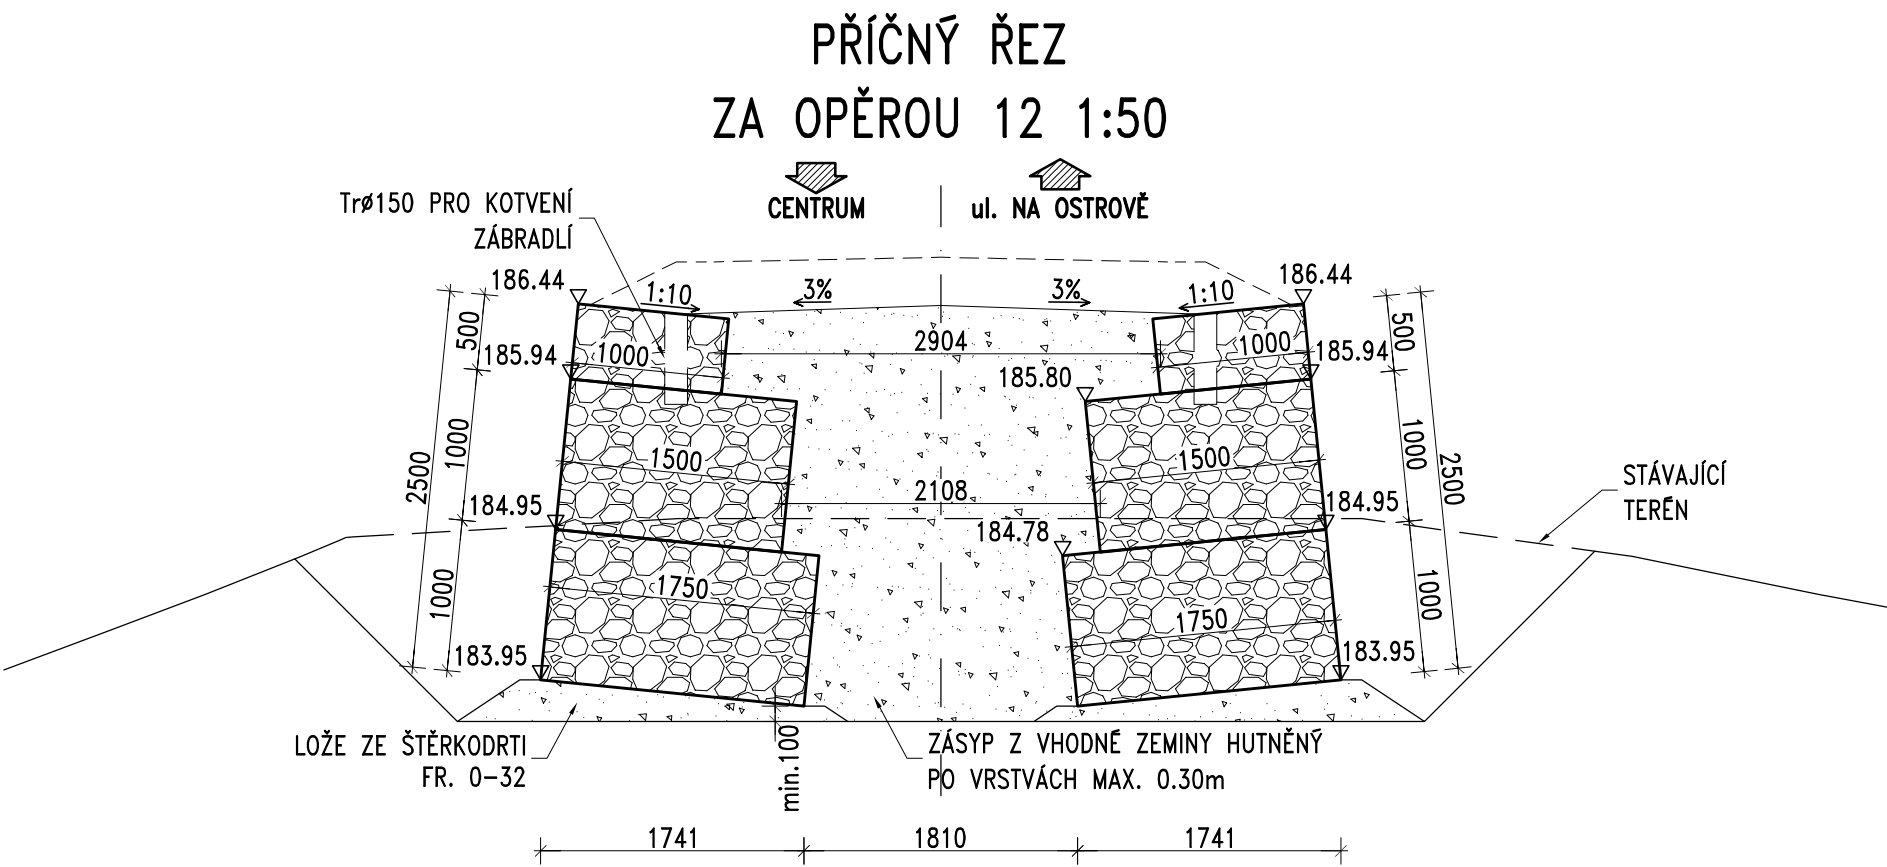 PŘÍČNÝ ŘEZ
ZA OPĚROU 12 1:50
CENTRUM
ul. NA OSTROVĚ
Trø150 PRO KOTVENÍ
ZÁBRADLÍ
186.44
1:10
3%
3%
1:10
186.44
500
185.94
1000
2904
1000
185.94
500
185.80
1000
2500
1500
1500
1000
2500
184.95
2108
184.95
184.78
STÁVAJÍCÍ
TERÉN
1000
1750
1750
1000
183.95
183.95
LOŽE ZE ŠTĚRKODRTI
FR. 0-32
min.100
ZÁSYP Z VHODNÉ ZEMINY HUTNĚNÝ
PO VRSTVÁCH MAX. 0.30m
1741
1810
1741